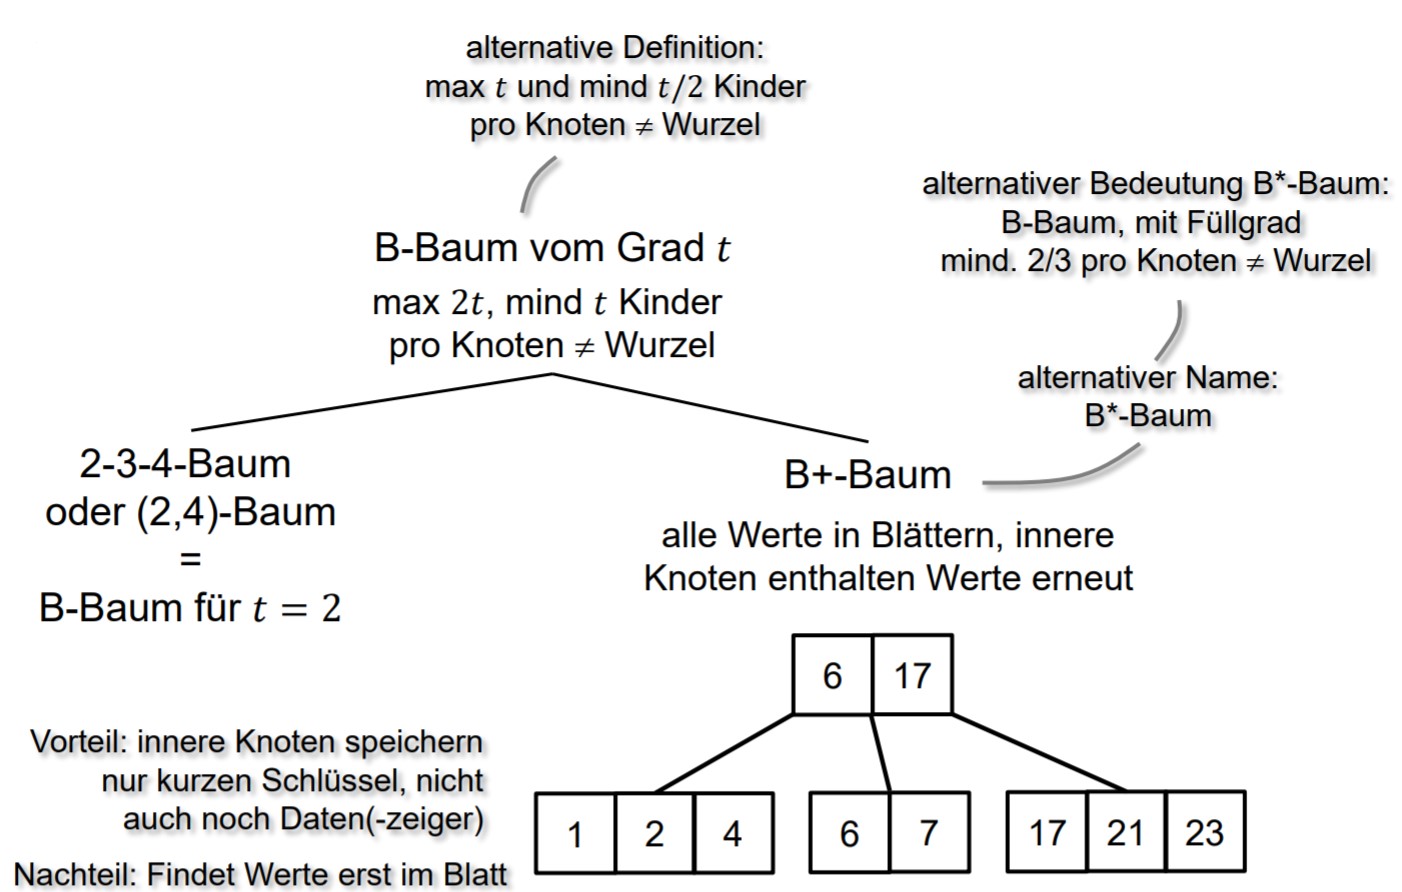 alternative Definition:
max t und mind t/2 Kinder
pro Knoten ≠ Wurzel
alternativer Bedeutung B*-Baum:
B-Baum, mit Füllgrad
mind. 2/3 pro Knoten ≠ Wurzel
B-Baum vom Grad t
max 2t, mind t Kinder
pro Knoten ≠ Wurzel
alternativer Name:
B*-Baum
2-3-4-Baum
oder (2,4)-Baum
=
B-Baum für t = 2
B+-Baum
alle Werte in Blättern, innere
Knoten enthalten Werte erneut
6 17
Vorteil: innere Knoten speichern
nur kurzen Schlüssel, nicht
auch noch Daten(-zeiger)
Nachteil: Findet Werte erst im Blatt
1 2 4 6 7 17 21 23